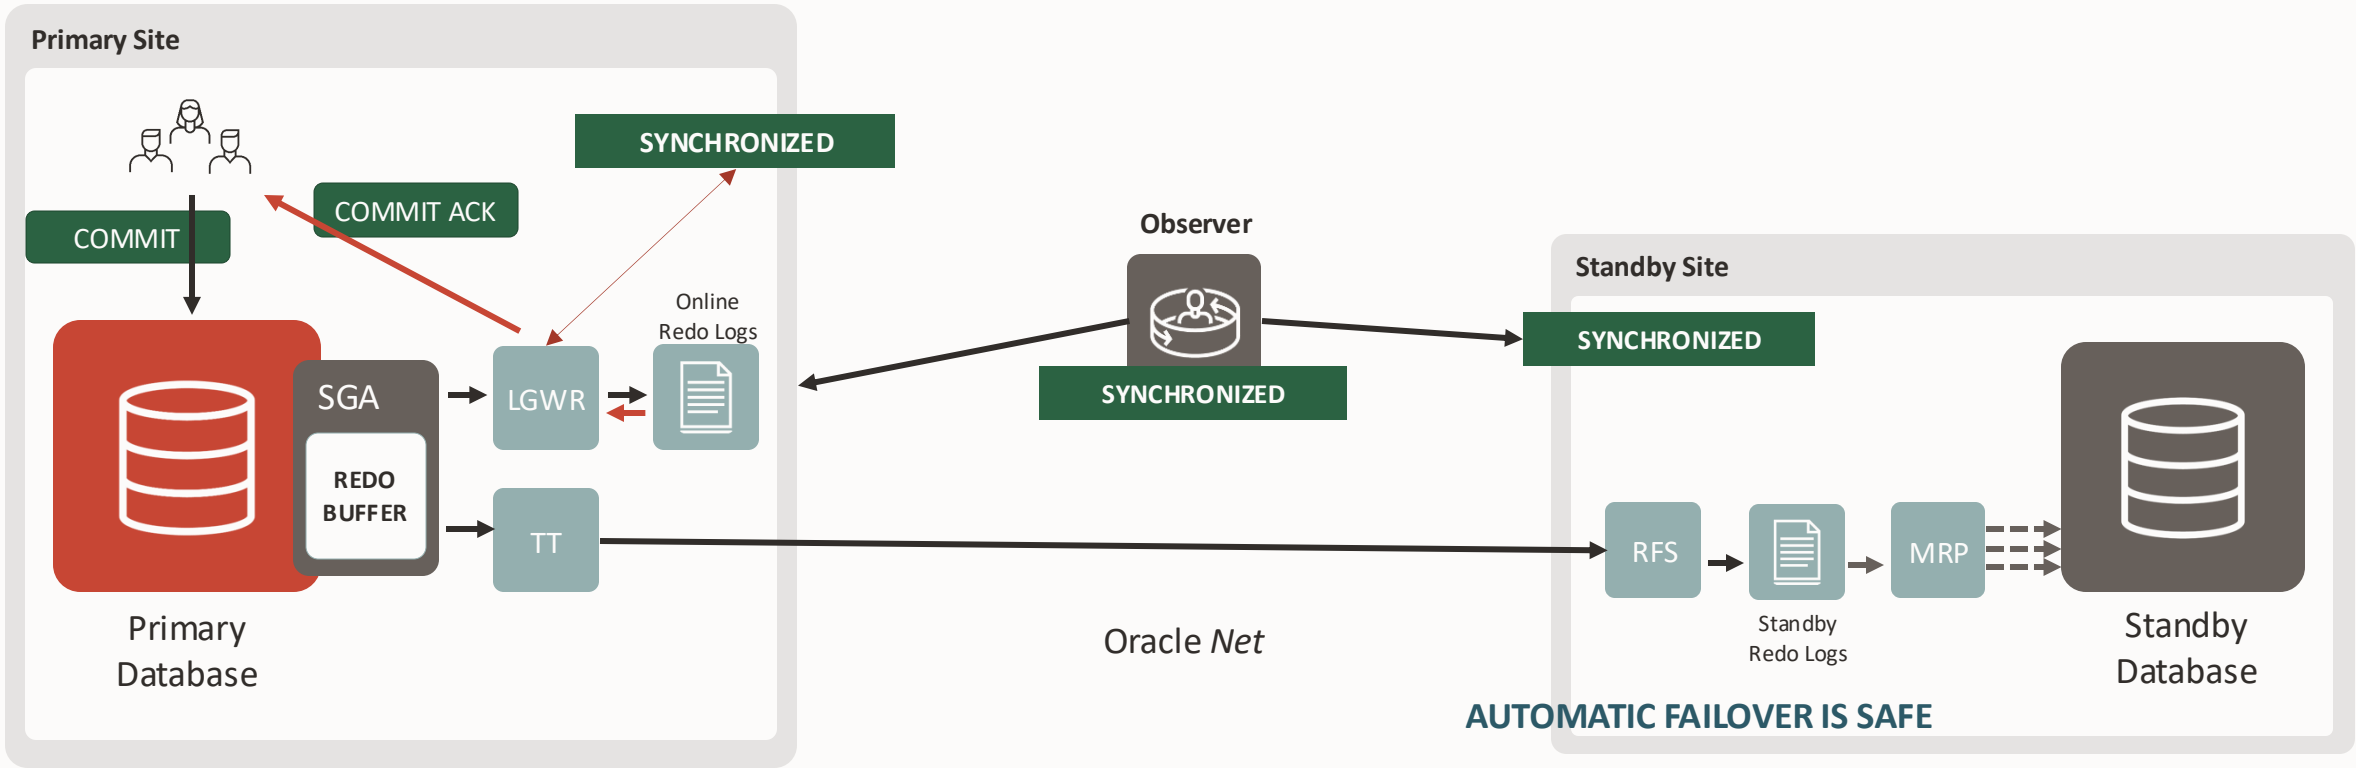 Primary Site
SYNCHRONIZED
COMMIT ACK
COMMIT
Online
Redo Logs
SGA
REDO
BUFFER
LGWR
TT
Primary
Database
Observer
SYNCHRONIZED
Oracle Net
Standby Site
SYNCHRONIZED
RFS
Standby
Redo Logs
MRP
Standby
Database
AUTOMATIC FAILOVER IS SAFE